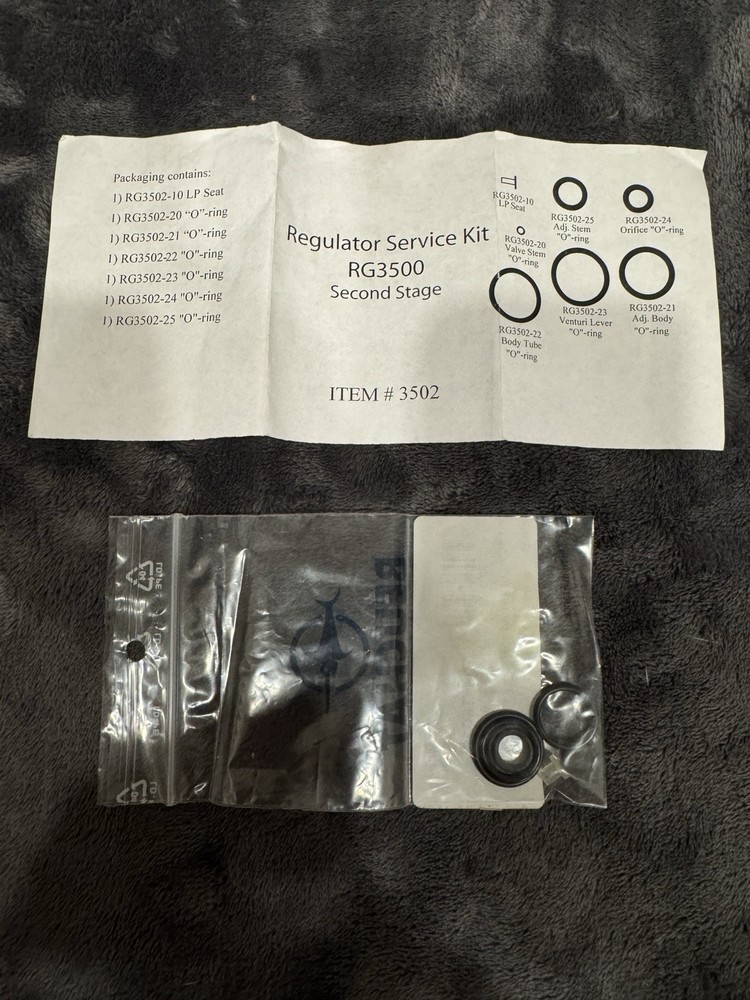 Packaging contains:
1) RG3502-10 LP Seat
1) RG3502-20 “O”-ring
1) RG3502-21 “O”-ring
1) RG3502-22 "O"-ring
1) RG3502-23 "O"-ring
1) RG3502-24 "O"-ring
1) RG3502-25 "O"-ring
Regulator Service Kit
RG3500
Second Stage
ITEM # 3502
RG3502-10
LP Seat
RG3502-25
Adj. Stem
"O"-ring
RG3502-24
Orifice "O"-ring
RG3502-20
Valve Stem
"O"-ring
RG3502-22
Body Tube
"O"-ring
RG3502-23
Venturi Lever
"O"-ring
RG3502-21
Adj. Body
"O"-ring